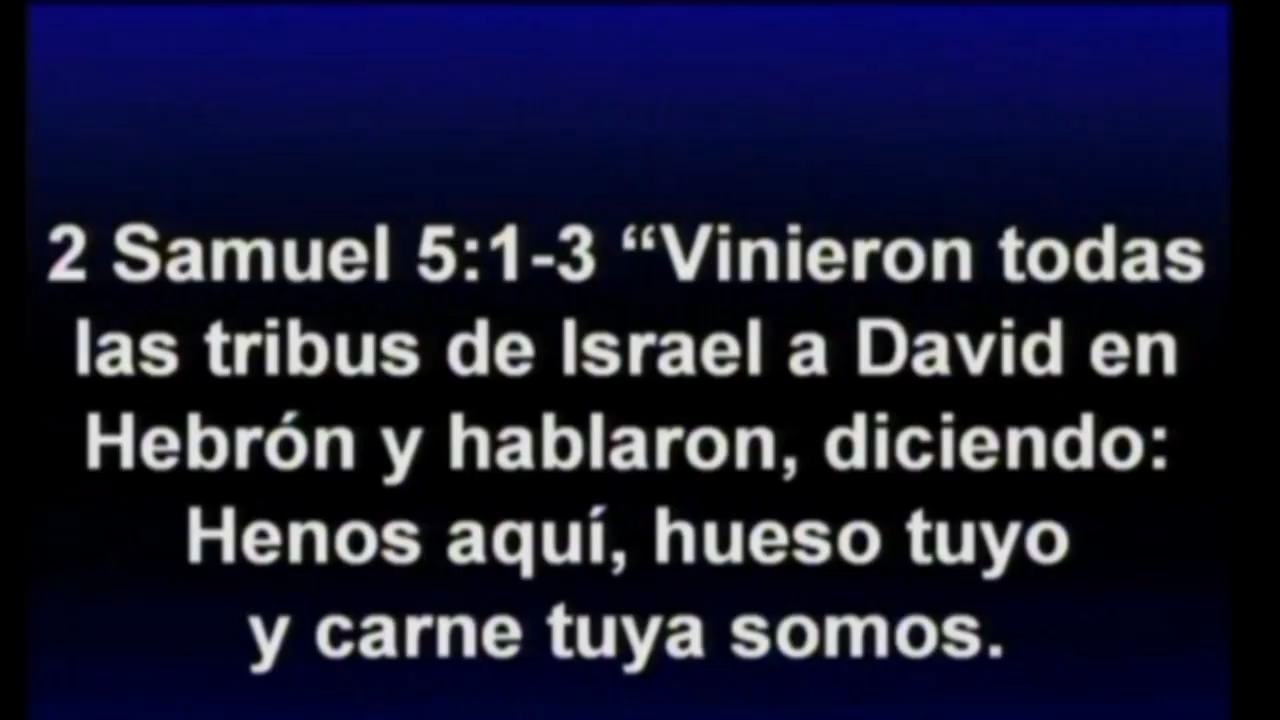 2 Samuel 5:1-3 “Vinieron todas
las tribus de Israel a David en
Hebrón y hablaron, diciendo:
Henos aquí, hueso tuyo
y carne tuya somos.